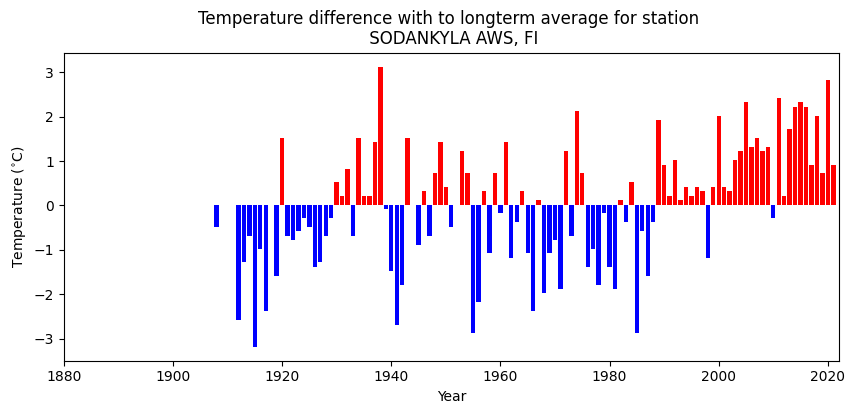 Temperature difference with to longterm average for station
SODANKYLA AWS, FI
Temperature (°C)
3
2
1
0
−1
−2
−3
1880 1900 1920 1940 1960 1980 2000 2020
Year